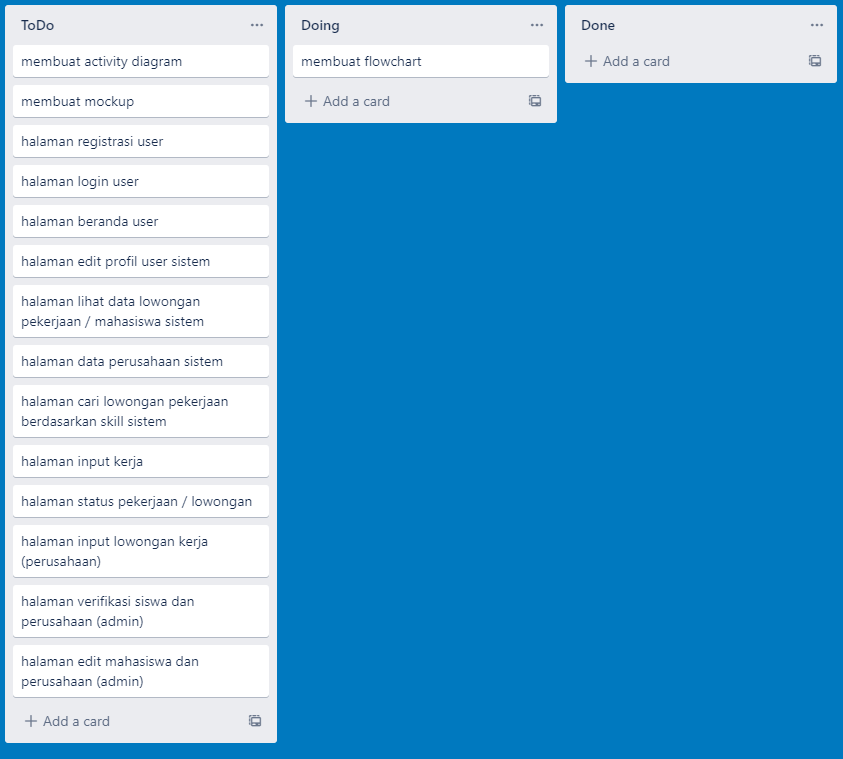 ToDo
membuat activity diagram
membuat mockup
halaman registrasi user
halaman login user
halaman beranda user
halaman edit profil user sistem
halaman lihat data lowongan
pekerjaan / mahasiswa sistem
halaman data perusahaan sistem
halaman cari lowongan pekerjaan
berdasarkan skill sistem
halaman input kerja
halaman status pekerjaan / lowongan
halaman input lowongan kerja
(perusahaan)
halaman verifikasi siswa dan
perusahaan (admin)
halaman edit mahasiswa dan
perusahaan (admin)
Add a card
Doing
membuat flowchart
Add a card
Done
Add a card